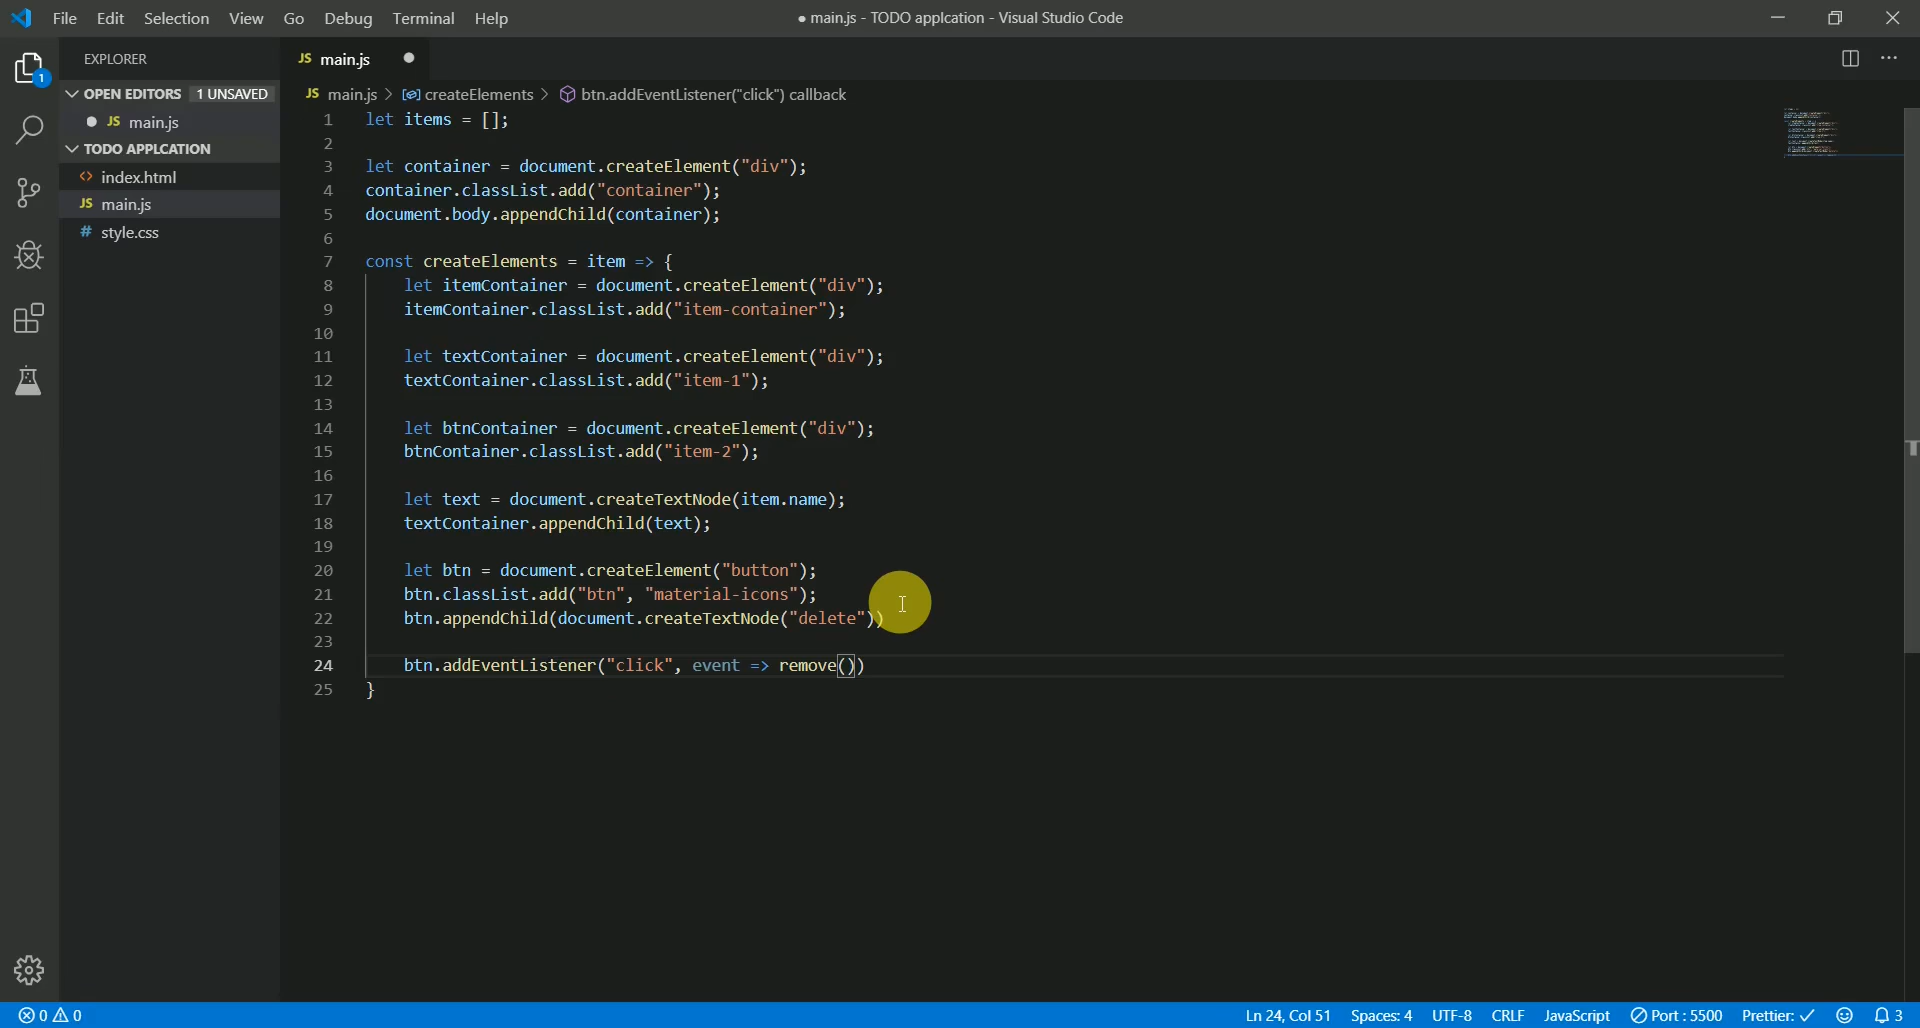 File Edit Selection View Go Debug Terminal Help
● main.js - TODO applcation - Visual Studio Code
EXPLORER
OPEN EDITORS 1 UNSAVED
● JS main.js
TODO APPLCATION
<> index.html
JS main.js
# style.css
1
JS main.js ●
JS main.js > createElements > btn.addEventListener("click") callback
1 let items = [];
2
3 let container = document.createElement("div");
4 container.classList.add("container");
5 document.body.appendChild(container);
6
7 const createElements = item => {
8 let itemContainer = document.createElement("div");
9 itemContainer.classList.add("item-container");
10
11 let textContainer = document.createElement("div");
12 textContainer.classList.add("item-1");
13
14 let btnContainer = document.createElement("div");
15 btnContainer.classList.add("item-2");
16
17 let text = document.createTextNode(item.name);
18 textContainer.appendChild(text);
19
20 let btn = document.createElement("button");
21 btn.classList.add("btn", "material-icons");
22 btn.appendChild(document.createTextNode("delete"))
23
24 btn.addEventListener("click", event => remove())
25 }
0 0
Ln 24, Col 51 Spaces: 4 UTF-8 CRLF JavaScript Port : 5500 Prettier: ✓ 3